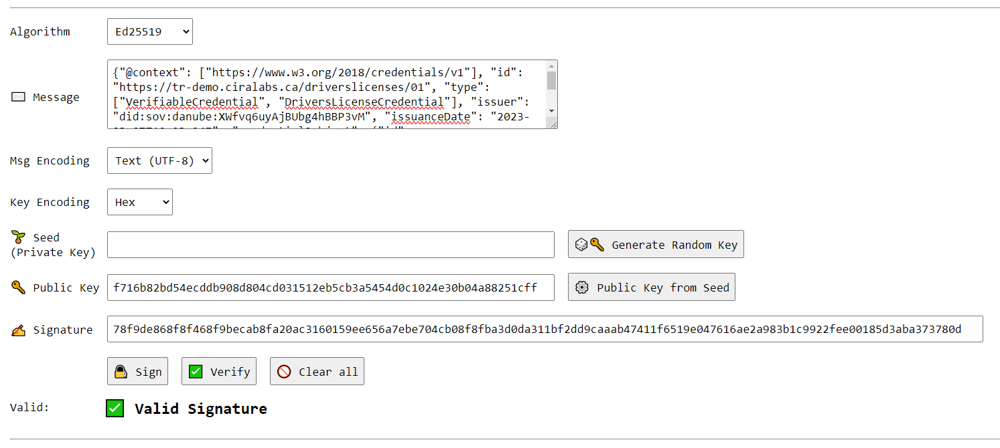 Algorithm
Ed25519
Message
{"@context": ["https://www.w3.org/2018/credentials/v1"], "id":
"https://tr-demo.ciralabs.ca/driverslicenses/01", "type":
["VerifiableCredential", "DriversLicenseCredential"], "issuer":
"did:sov:danube:XWfvq6uyAjBUbg4hBBP3vM", "issuanceDate": "2023-
Msg Encoding
Text (UTF-8)
Key Encoding
Hex
Seed
(Private Key)
Generate Random Key
Public Key
f716b82bd54ecddb908d804cd031512eb5cb3a5454d0c1024e30b04a88251cff
Public Key from Seed
Signature
78f9de868f8f468f9becab8fa20ac3160159ee656a7ebe704cb08f8fba3d0da311bf2dd9caaab47411f6519e047616ae2a983b1c9922fee00185d3aba373780d
Sign
Verify
Clear all
Valid:
Valid Signature